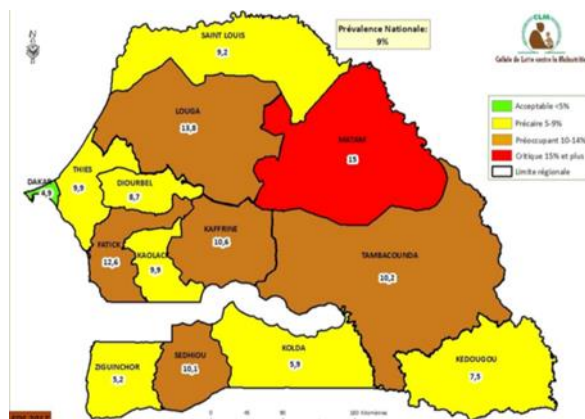 SAINT LOUIS
9,2
Prévalence Nationale:
9%
CLM
Cellule de Lutte contre la Malnutrition
Acceptable <5%
Précaire 5-9%
Préoccupant 10-14%
Critique 15% et plus
Limite régionale
LOUGA
13,8
MATAM
15
DAKAR
4,9
THIES
9,9
DIOURBEL
8,7
FATICK
12,6
KAOLACK
9,9
KAFFRINE
10,6
TAMBACOUNDA
10,2
ZIGUINCHOR
5,2
SEDHIOU
10,1
KOLDA
5,9
KEDOUGOU
7,5